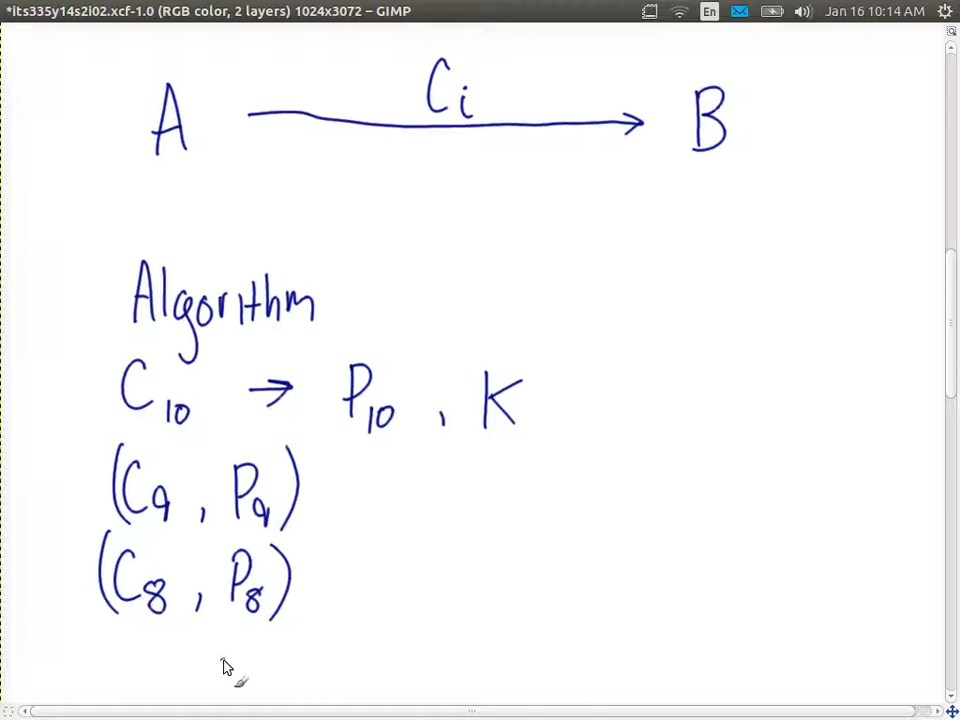 *its335y14s2i02.xcf-1.0 (RGB color, 2 layers) 1024x3072 – GIMP En Jan 16 10:14 AM
Ci
A → B
Algorithm
C10 → P10 , K
(C9 , P9)
(C8 , P8)